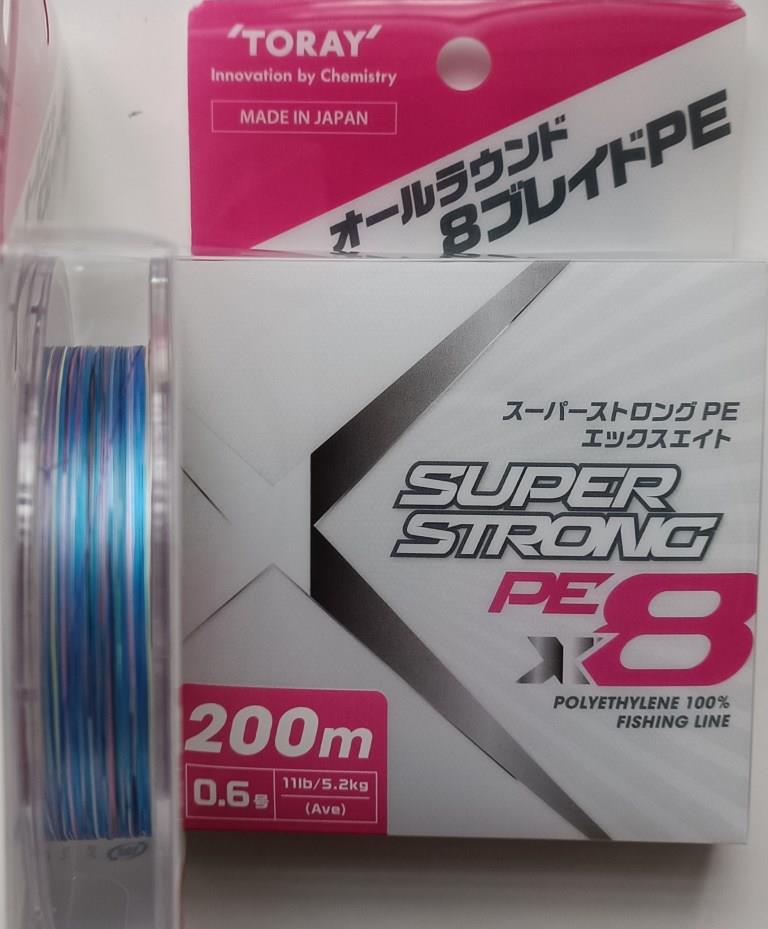 'TORAY'
Innovation by Chemistry
MADE IN JAPAN
オールラウンド
8ブレイドPE
スーパーストロング PE
エックスエイト
SUPER
STRONG
PE
X8
POLYETHYLENE 100%
FISHING LINE
200m
0.6号
11lb/5.2kg
(Ave)